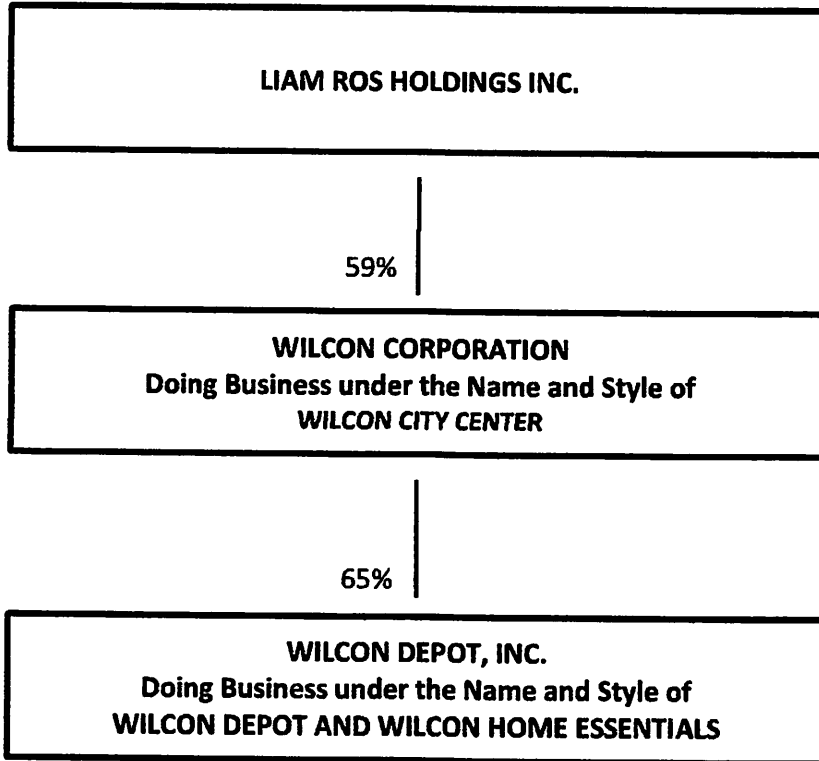 LIAM ROS HOLDINGS INC.
59%
WILCON CORPORATION
Doing Business under the Name and Style of
WILCON CITY CENTER
65%
WILCON DEPOT, INC.
Doing Business under the Name and Style of
WILCON DEPOT AND WILCON HOME ESSENTIALS